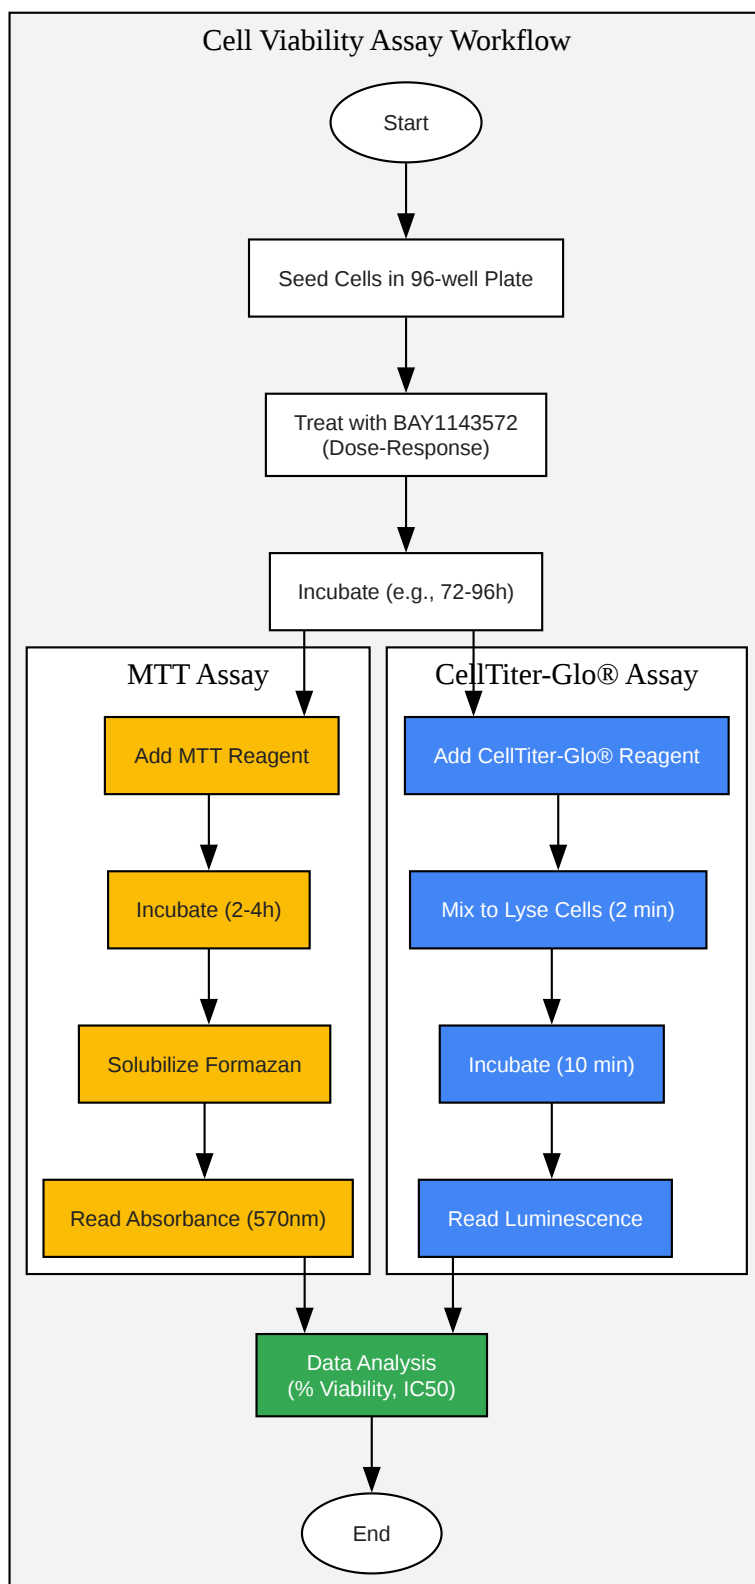 Cell Viability Assay Workflow
Start
Seed Cells in 96-well Plate
Treat with BAY1143572
(Dose-Response)
Incubate (e.g., 72-96h)
MTT Assay
Add MTT Reagent
Incubate (2-4h)
Solubilize Formazan
Read Absorbance (570nm)
CellTiter-Glo® Assay
Add CellTiter-Glo® Reagent
Mix to Lyse Cells (2 min)
Incubate (10 min)
Read Luminescence
Data Analysis
(% Viability, IC50)
End